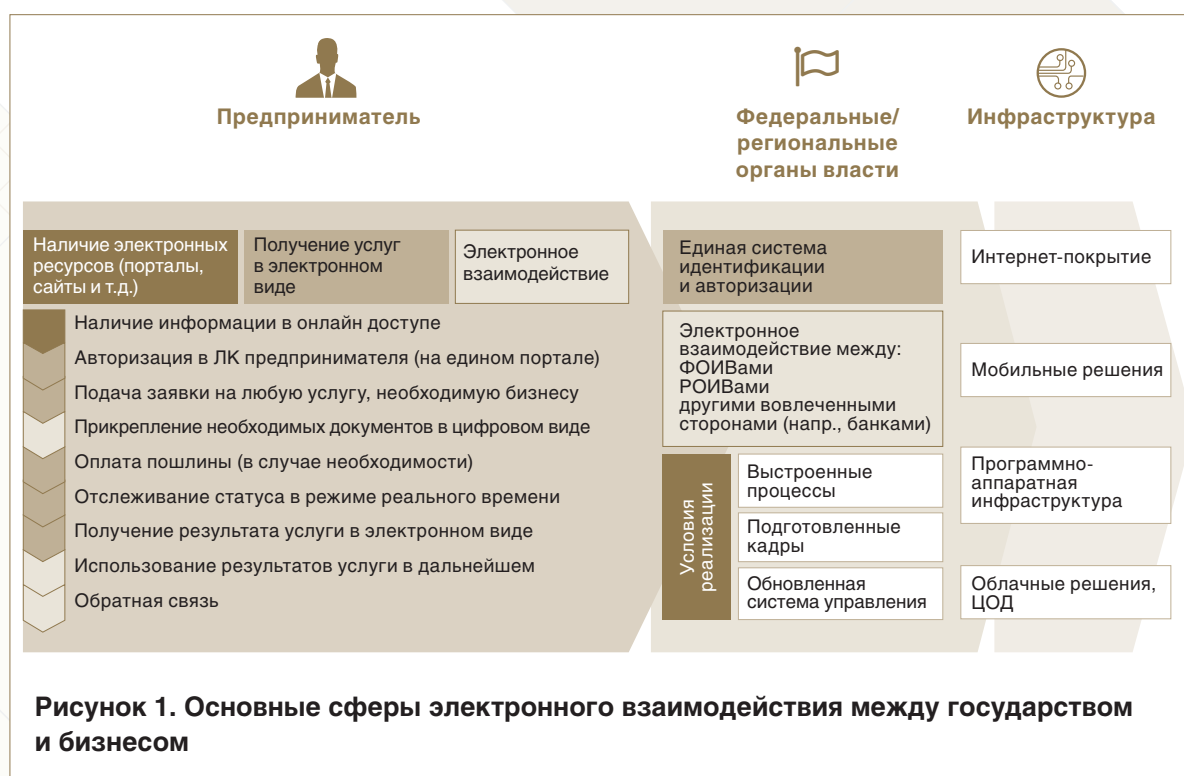 Предприниматель
Федеральные/
региональные
органы власти
Инфраструктура
Наличие электронных
ресурсов (порталы,
сайты и т.д.)
Получение услуг
в электронном
виде
Электронное
взаимодействие
Наличие информации в онлайн доступе
Авторизация в ЛК предпринимателя (на едином портале)
Подача заявки на любую услугу, необходимую бизнесу
Прикрепление необходимых документов в цифровом виде
Оплата пошлины (в случае необходимости)
Отслеживание статуса в режиме реального времени
Получение результата услуги в электронном виде
Использование результатов услуги в дальнейшем
Обратная связь
Единая система
идентификации
и авторизации
Электронное
взаимодействие между:
ФОИВами
РОИВами
другими вовлеченными
сторонами (напр., банками)
Условия
реализации
Выстроенные
процессы
Подготовленные
кадры
Обновленная
система управления
Интернет-покрытие
Мобильные решения
Программно-
аппаратная
инфраструктура
Облачные решения,
ЦОД
Рисунок 1. Основные сферы электронного взаимодействия между государством
и бизнесом